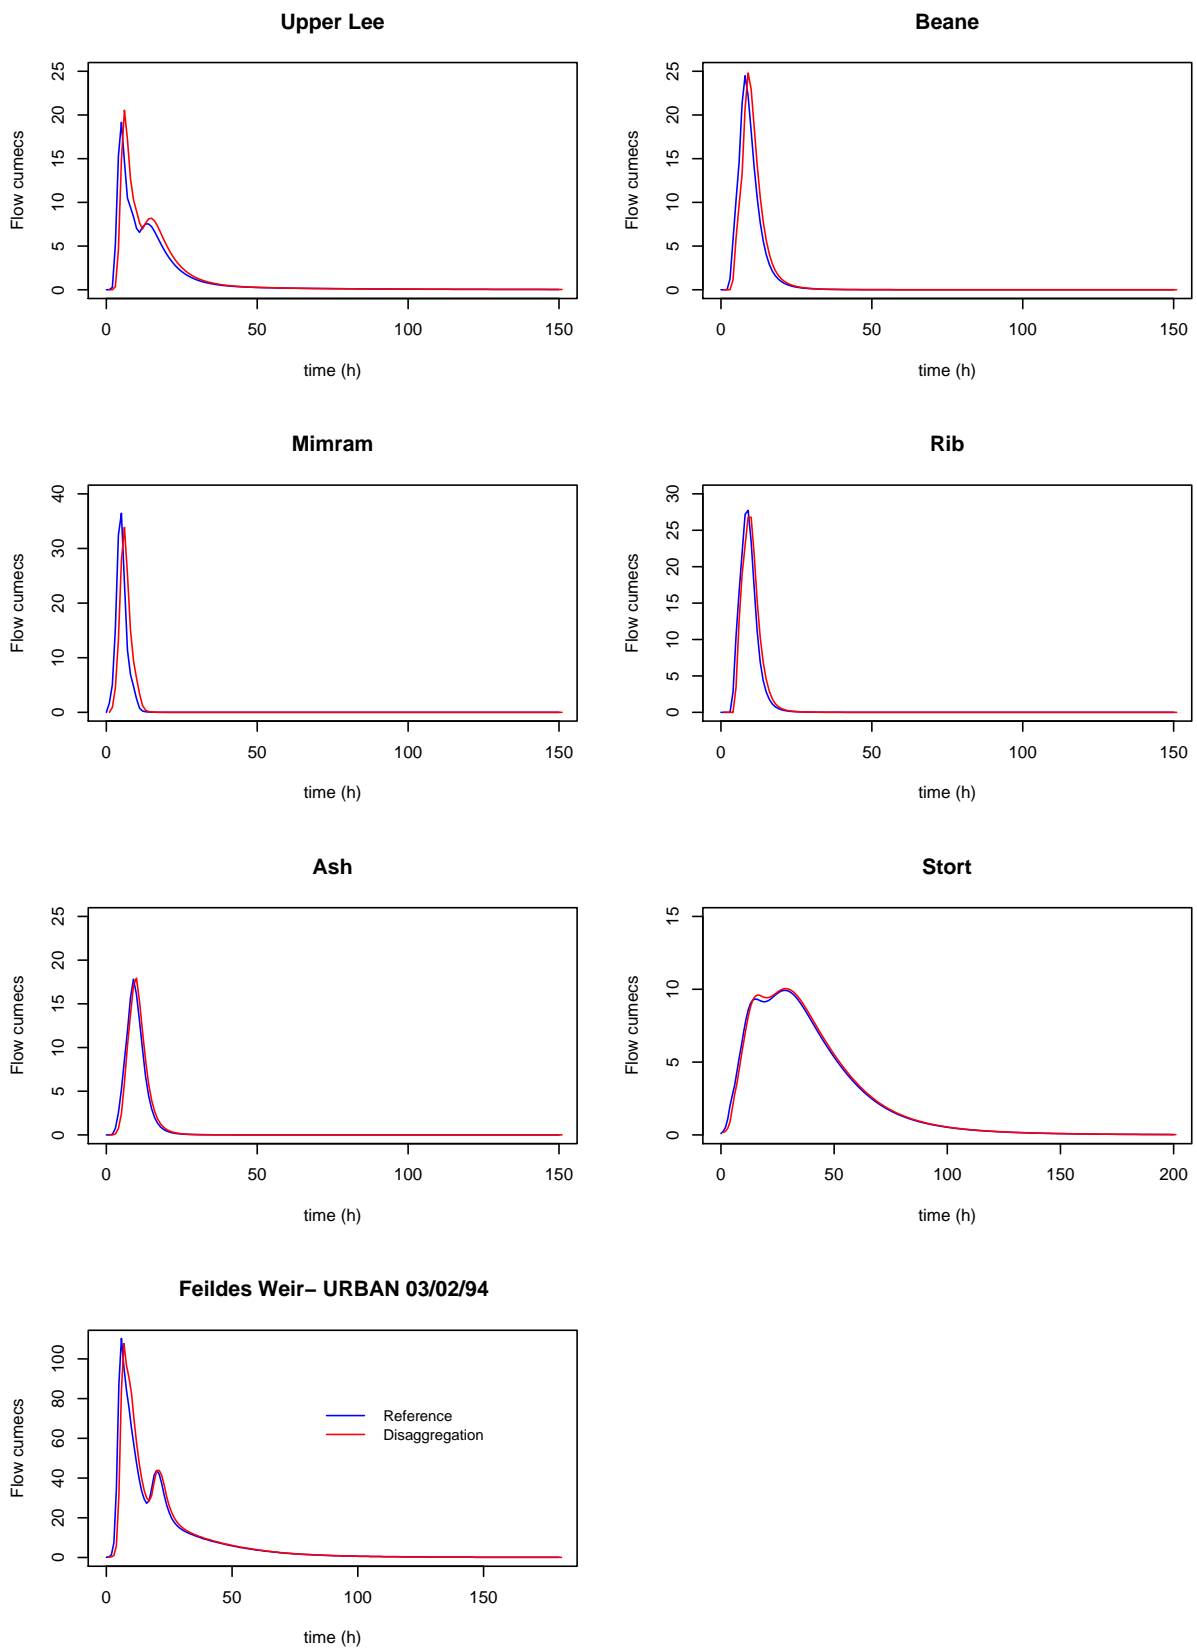 Upper Lee
Flow cumecs
0 5 10 15 20 25
0 50 100 150
time (h)
Beane
Flow cumecs
0 5 10 15 20 25
0 50 100 150
time (h)
Mimram
Flow cumecs
0 10 20 30 40
0 50 100 150
time (h)
Rib
Flow cumecs
0 5 10 15 20 25 30
0 50 100 150
time (h)
Ash
Flow cumecs
0 5 10 15 20 25
0 50 100 150
time (h)
Stort
Flow cumecs
0 5 10 15
0 50 100 150 200
time (h)
Feildes Weir− URBAN 03/02/94
Flow cumecs
0 20 40 60 80 100
Reference
Disaggregation
0 50 100 150
time (h)